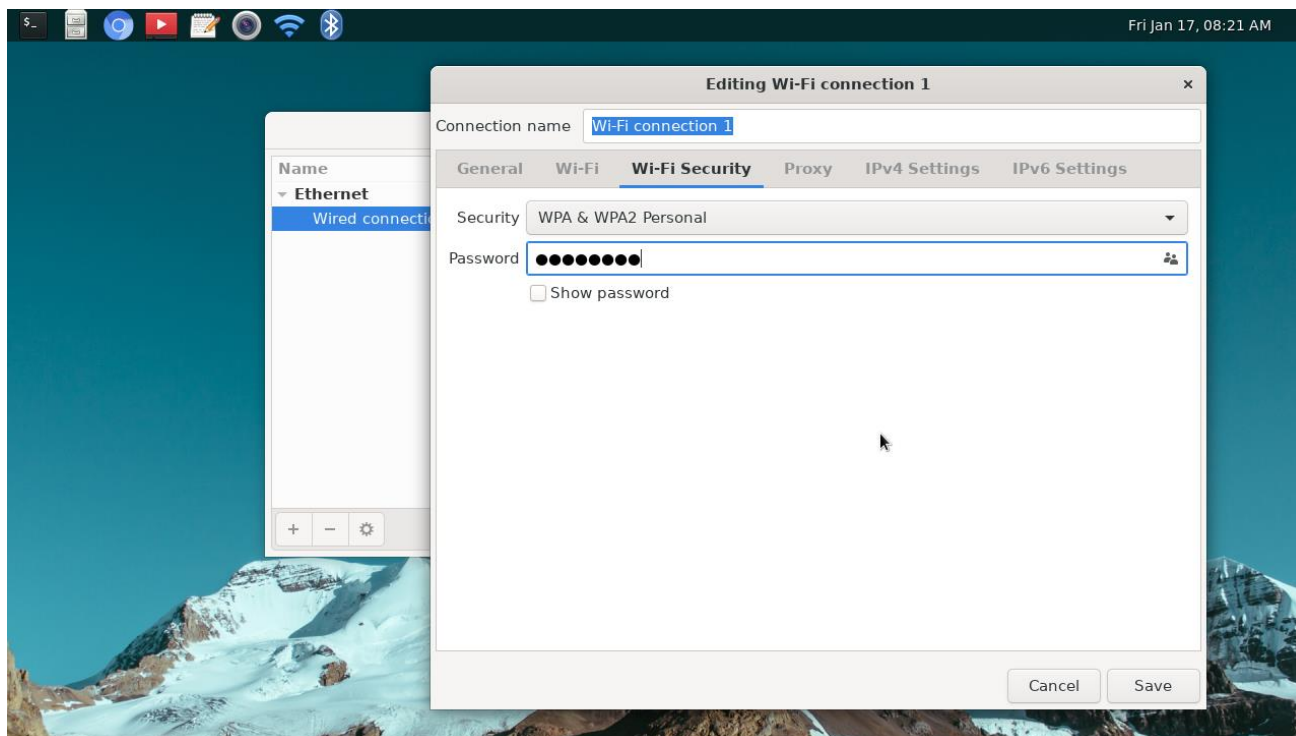 $_
Fri Jan 17, 08:21 AM
Editing Wi-Fi connection 1
Connection name Wi-Fi connection 1
Name
Ethernet
Wired connecti
General Wi-Fi Wi-Fi Security Proxy IPv4 Settings IPv6 Settings
Security WPA & WPA2 Personal
Password ●●●●●●●●
Show password
Cancel Save